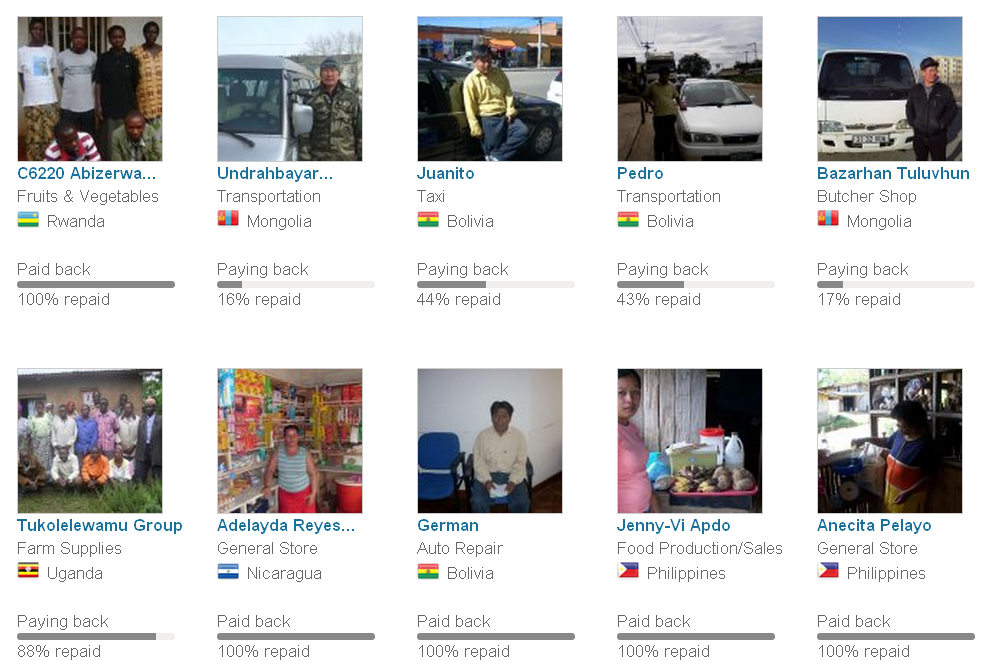 C6220 Abizerwa...
Fruits & Vegetables
Rwanda
Paid back
100% repaid
Undrahbayar...
Transportation
Mongolia
Paying back
16% repaid
Juanito
Taxi
Bolivia
Paying back
44% repaid
Pedro
Transportation
Bolivia
Paying back
43% repaid
Bazarhan Tuluvhun
Butcher Shop
Mongolia
Paying back
17% repaid
Tukolelewamu Group
Farm Supplies
Uganda
Paying back
88% repaid
Adelayda Reyes...
General Store
Nicaragua
Paid back
100% repaid
German
Auto Repair
Bolivia
Paid back
100% repaid
Jenny-Vi Apdo
Food Production/Sales
Philippines
Paid back
100% repaid
Anecita Pelayo
General Store
Philippines
Paid back
100% repaid